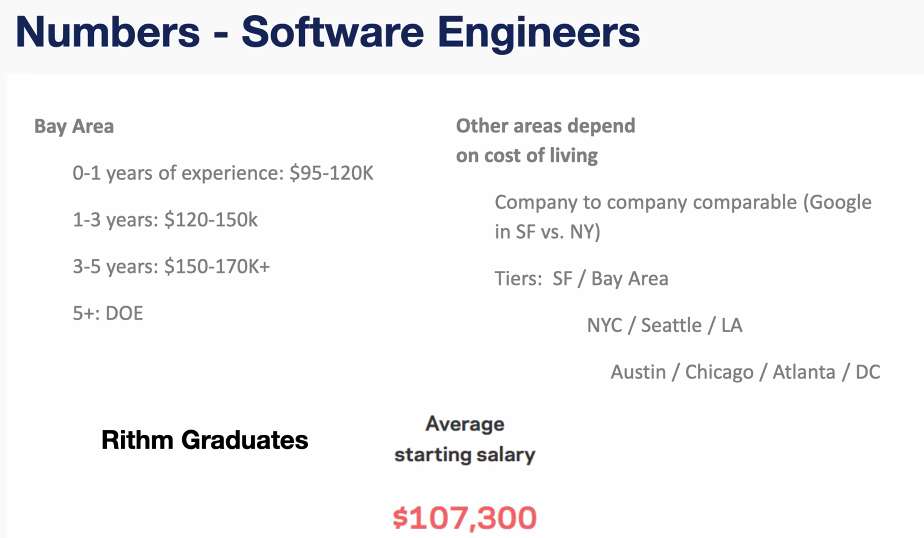 Numbers - Software Engineers
Bay Area
0-1 years of experience: $95-120K
1-3 years: $120-150k
3-5 years: $150-170K+
5+: DOE
Other areas depend
on cost of living
Company to company comparable (Google
in SF vs. NY)
Tiers:  SF / Bay Area
NYC / Seattle / LA
Austin / Chicago / Atlanta / DC
Rithm Graduates
Average
starting salary
$107,300